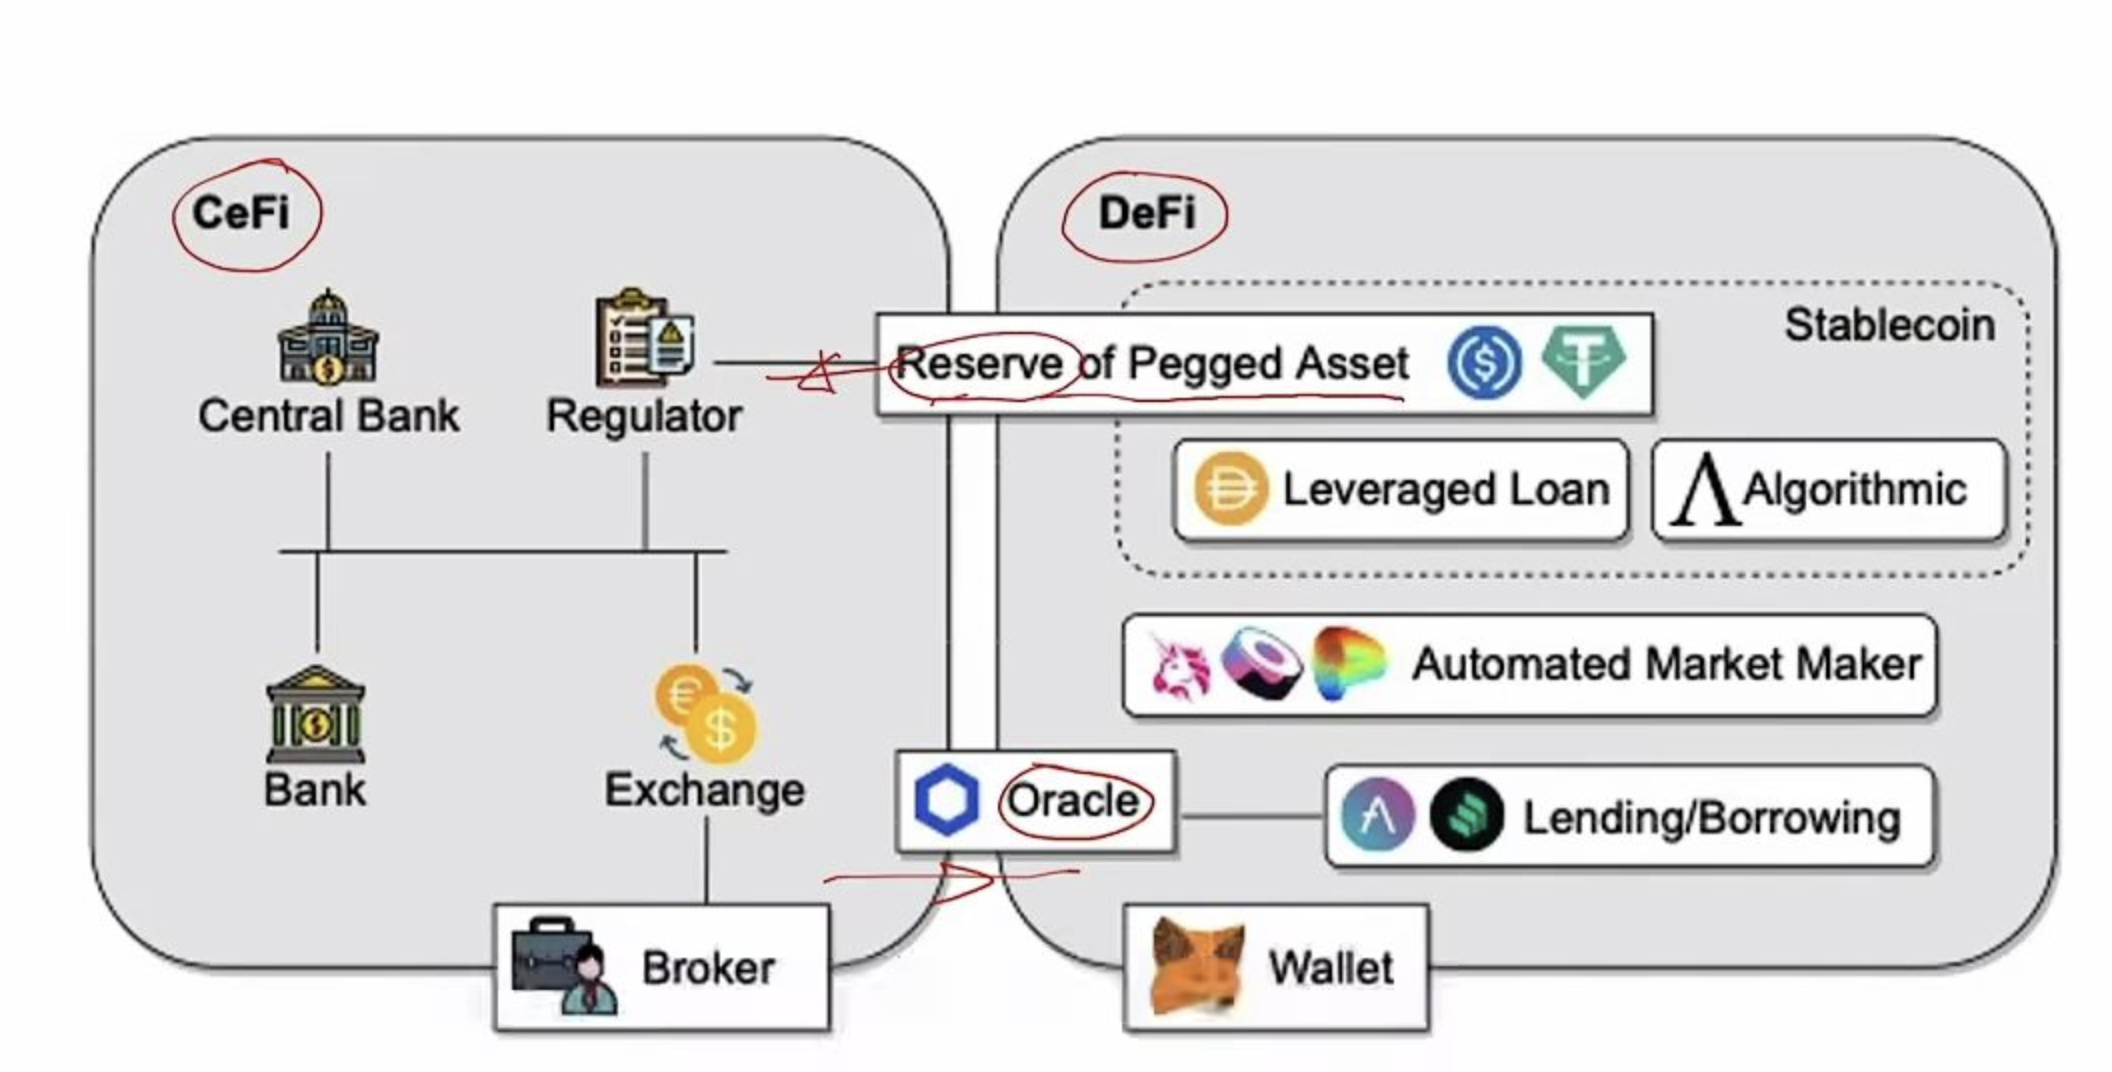 CeFi
Central Bank
Regulator
Bank
Exchange
Broker
DeFi
Stablecoin
Reserve of Pegged Asset
Leveraged Loan
Algorithmic
Automated Market Maker
Oracle
Lending/Borrowing
Wallet